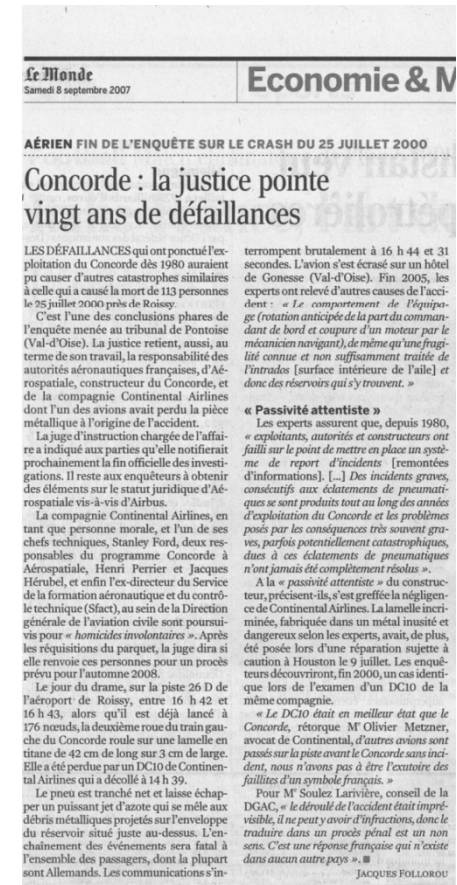 Le Monde
Samedi 8 septembre 2007
Economie & M
AÉRIEN FIN DE L'ENQUÊTE SUR LE CRASH DU 25 JUILLET 2000
Concorde : la justice pointe
vingt ans de défaillances
LES DÉFAILLANCES qui ont ponctué l'ex-
ploitation du Concorde dès 1980 auraient
pu causer d'autres catastrophes similaires
à celle qui a causé la mort de 113 personnes
le 25 juillet 2000 près de Roissy.
C'est l'une des conclusions phares de
l'enquête menée au tribunal de Pontoise
(Val-d'Oise). La justice retient, aussi, au
terme de son travail, la responsabilité des
autorités aéronautiques françaises, d'Aé-
rospatiale, constructeur du Concorde, et
de la compagnie Continental Airlines
dont l'un des avions avait perdu la pièce
métallique à l'origine de l'accident.
La juge d'instruction chargée de l'affai-
re a indiqué aux parties qu'elle notifierait
prochainement la fin officielle des investi-
gations. Il reste aux enquêteurs à obtenir
des éléments sur le statut juridique d'Aé-
rospatiale vis-à-vis d'Airbus.
La compagnie Continental Airlines, en
tant que personne morale, et l'un de ses
chefs techniques, Stanley Ford, deux res-
ponsables du programme Concorde à
Aérospatiale, Henri Perrier et Jacques
Hérubel, et enfin l'ex-directeur du Service
de la formation aéronautique et du contrô-
le technique (Sfact), au sein de la Direction
générale de l'aviation civile sont poursui-
vis pour « homicides involontaires ». Après
les réquisitions du parquet, la juge dira si
elle renvoie ces personnes pour un procès
prévu pour l'automne 2008.
Le jour du drame, sur la piste 26 D de
l'aéroport de Roissy, entre 16 h 42 et
16 h 43, alors qu'il est déjà lancé à
176 nœuds, la deuxième roue du train gau-
che du Concorde roule sur une lamelle en
titane de 42 cm de long sur 3 cm de large.
Elle a été perdue par un DC10 de Continen-
tal Airlines qui a décollé à 14 h 39.
Le pneu est tranché net et laisse échap-
per un puissant jet d'azote qui se mêle aux
débris métalliques projetés sur l'enveloppe
du réservoir situé juste au-dessus. L'en-
chaînement des événements sera fatal à
l'ensemble des passagers, dont la plupart
sont Allemands. Les communications s'in-
terrompent brutalement à 16 h 44 et 31
secondes. L'avion s'est écrasé sur un hôtel
de Gonesse (Val-d'Oise). Fin 2005, les
experts ont relevé d'autres causes de l'acci-
dent : « Le comportement de l'équipa-
ge (rotation anticipée de la part du comman-
dant de bord et coupure d'un moteur par le
mécanicien navigant), de même qu'une fragi-
lité connue et non suffisamment traitée de
l'intrados [surface intérieure de l'aile] et
donc des réservoirs qui s'y trouvent. »
« Passivité attentiste »
Les experts assurent que, depuis 1980,
« exploitants, autorités et constructeurs ont
failli sur le point de mettre en place un systè-
me de report d'incidents [remontées
d'informations]. [...] Des incidents graves,
consécutifs aux éclatements de pneumati-
ques se sont produits tout au long des années
d'exploitation du Concorde et les problèmes
posés par les conséquences très souvent gra-
ves, parfois potentiellement catastrophiques,
dues à ces éclatements de pneumatiques
n'ont jamais été complètement résolus ».
A la « passivité attentiste » du construc-
teur, précisent-ils, s'est greffée la négligen-
ce de Continental Airlines. La lamelle incri-
minée, fabriquée dans un métal inusité et
dangereux selon les experts, avait, de plus,
été posée lors d'une réparation sujette à
caution à Houston le 9 juillet. Les enquê-
teurs découvriront, fin 2000, un cas identi-
que lors de l'examen d'un DC10 de la
même compagnie.
« Le DC10 était en meilleur état que le
Concorde, rétorque Mᵉ Olivier Metzner,
avocat de Continental, d'autres avions sont
passés sur la piste avant le Concorde sans inci-
dent, nous n'avons pas à être l'exutoire des
faillites d'un symbole français. »
Pour Mᵉ Soulez Larivière, conseil de la
DGAC, « le déroulé de l'accident était impré-
visible, il ne peut y avoir d'infractions, donc le
traduire dans un procès pénal est un non
sens. C'est une réponse française qui n'existe
dans aucun autre pays ». ■
JACQUES FOLLOROU